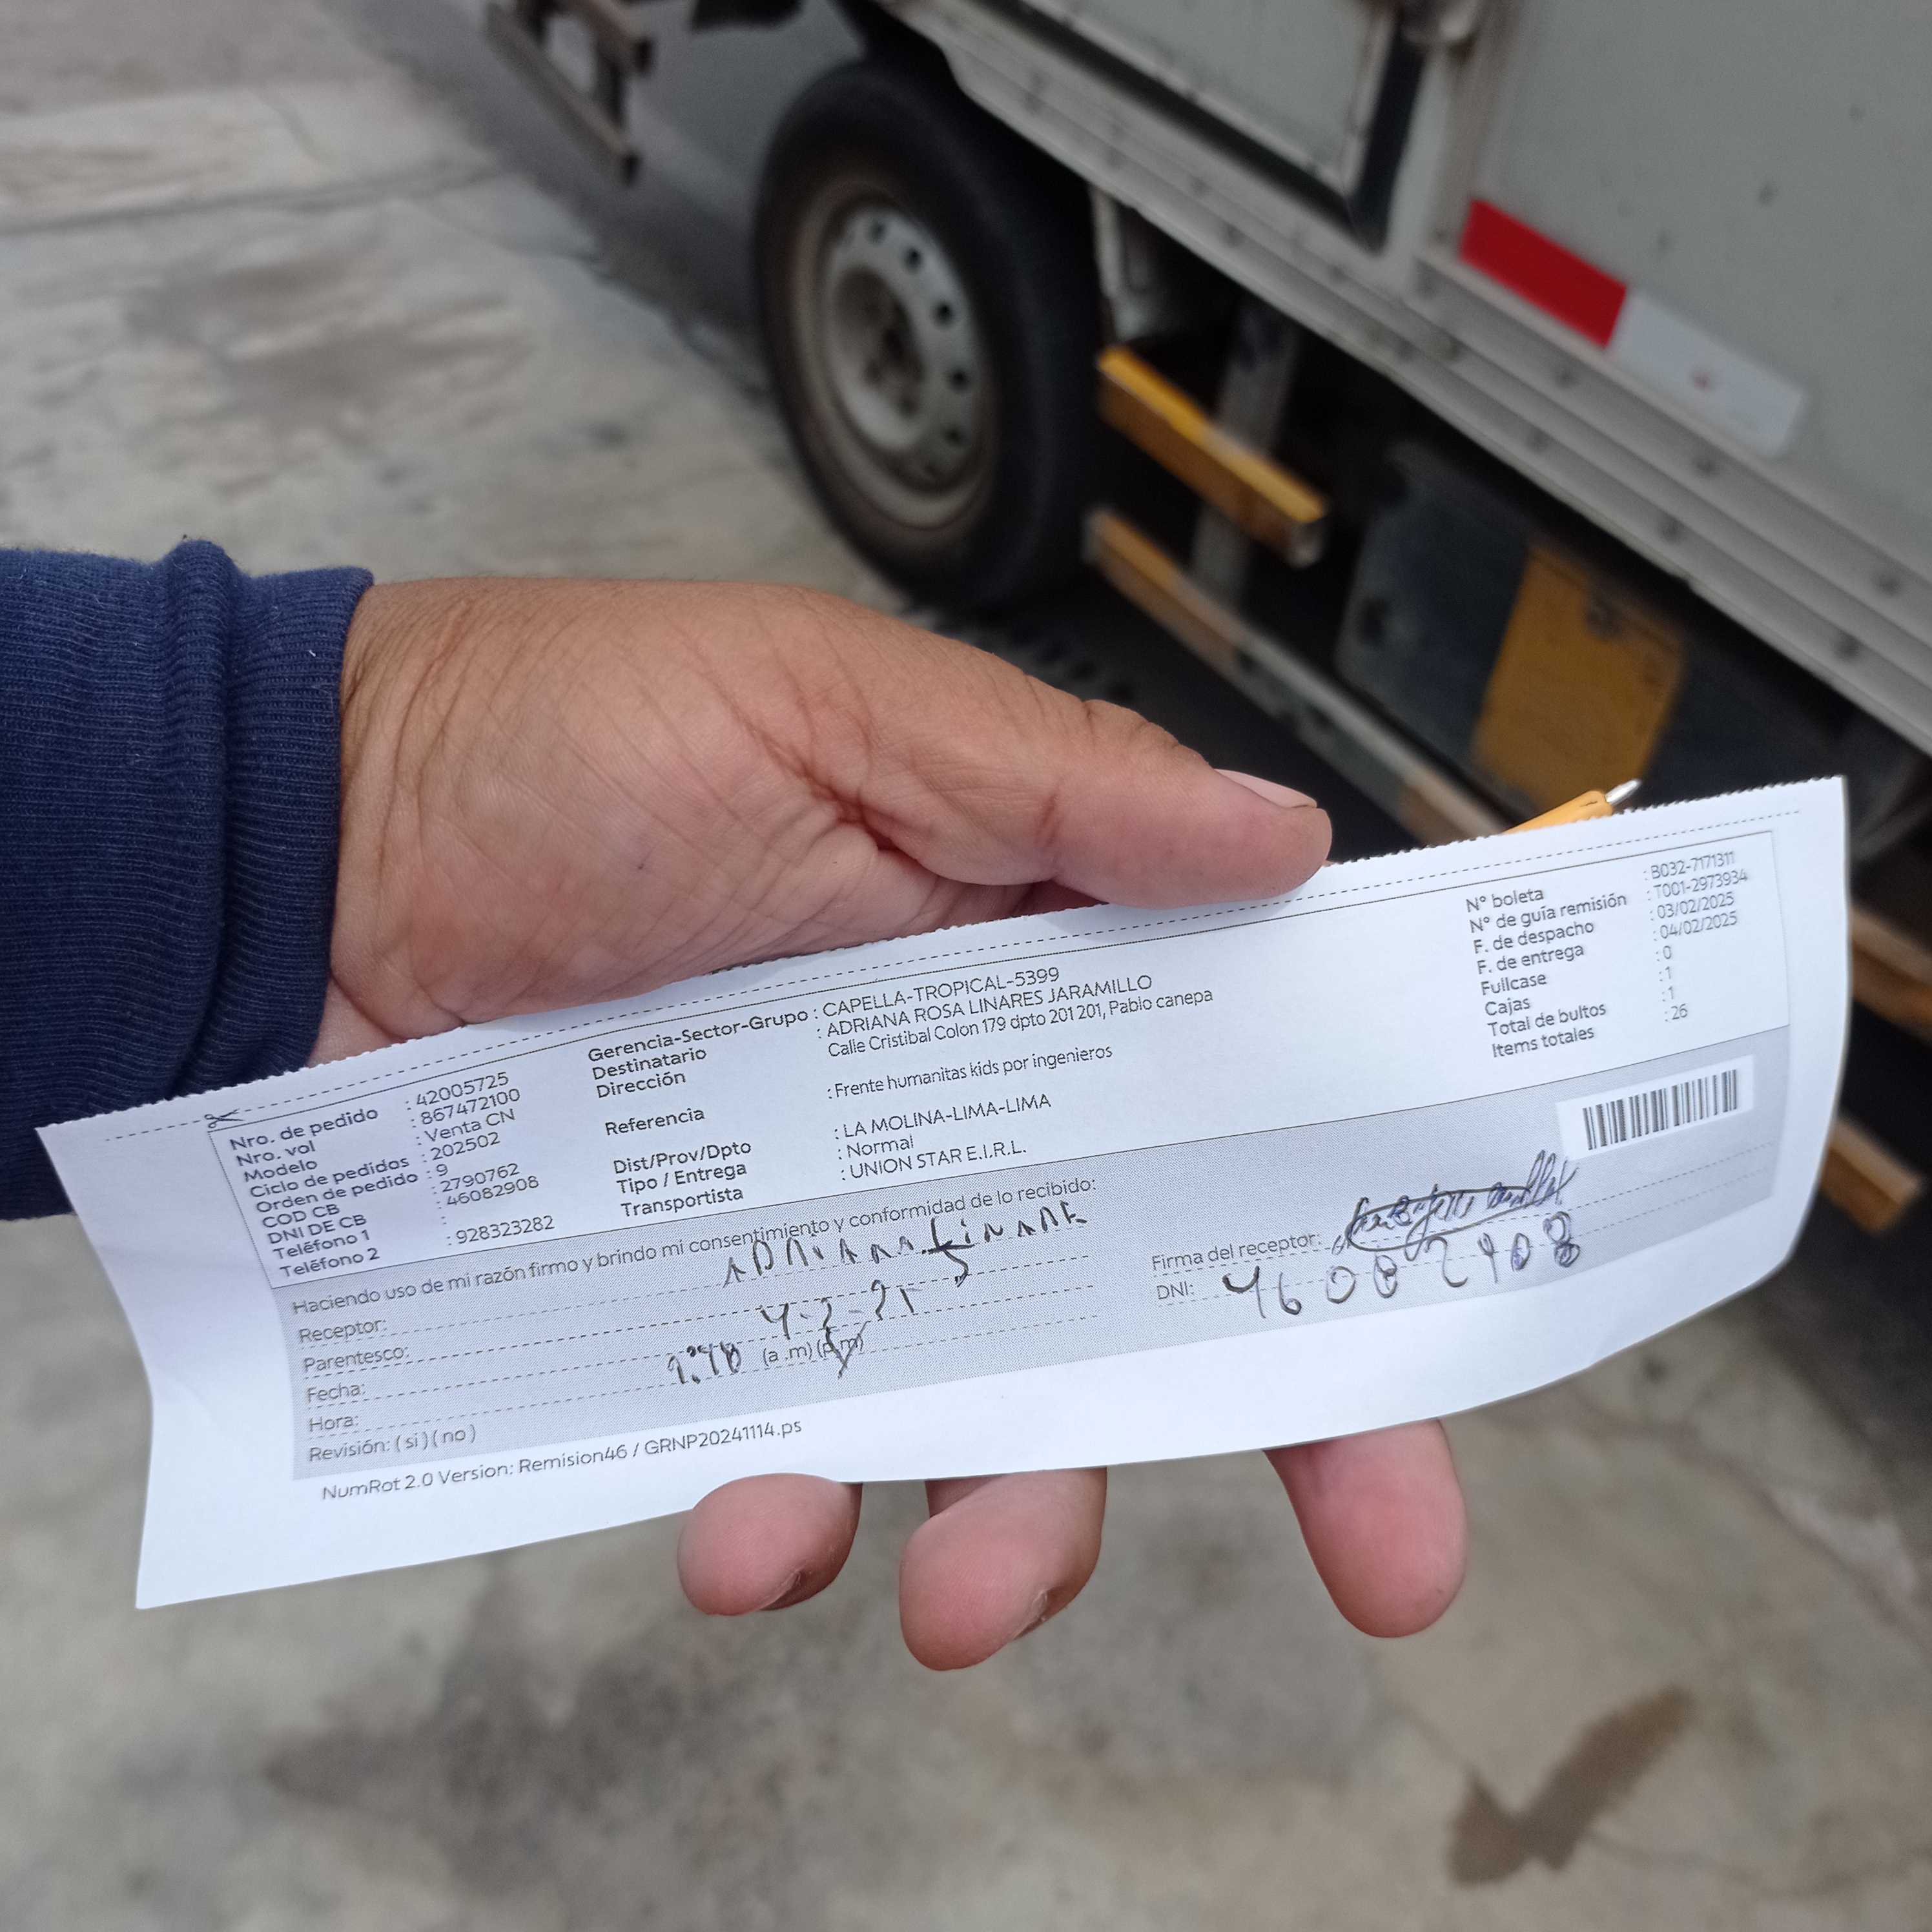 Nro. de pedido : 42005725
Nro. vol : 867472100
Modelo : Venta CN
Ciclo de pedidos : 202502
Orden de pedido : 9
COD CB : 2790762
DNI DE CB : 46082908
Teléfono 1 :
Teléfono 2 : 928323282
Gerencia-Sector-Grupo : CAPELLA-TROPICAL-5399
Destinatario : ADRIANA ROSA LINARES JARAMILLO
Dirección Calle Cristibal Colon 179 dpto 201 201, Pablo canepa
Referencia : Frente humanitas kids por ingenieros
Dist/Prov/Dpto : LA MOLINA-LIMA-LIMA
Tipo / Entrega : Normal
Transportista : UNION STAR E.I.R.L.
N° boleta : B032-7171311
N° de guía remisión : T001-2973934
F. de despacho : 03/02/2025
F. de entrega : 04/02/2025
Fullcase : 0
Cajas : 1
Total de bultos : 1
Items totales : 26
Haciendo uso de mi razón firmo y brindo mi consentimiento y conformidad de lo recibido:
Receptor: ADRIANA LINARE
Parentesco:
Fecha:
Hora: (a .m) (p.m)
Revisión: ( si ) ( no )
Firma del receptor:
DNI: 46082908
NumRot 2.0 Version: Remision46 / GRNP20241114.ps